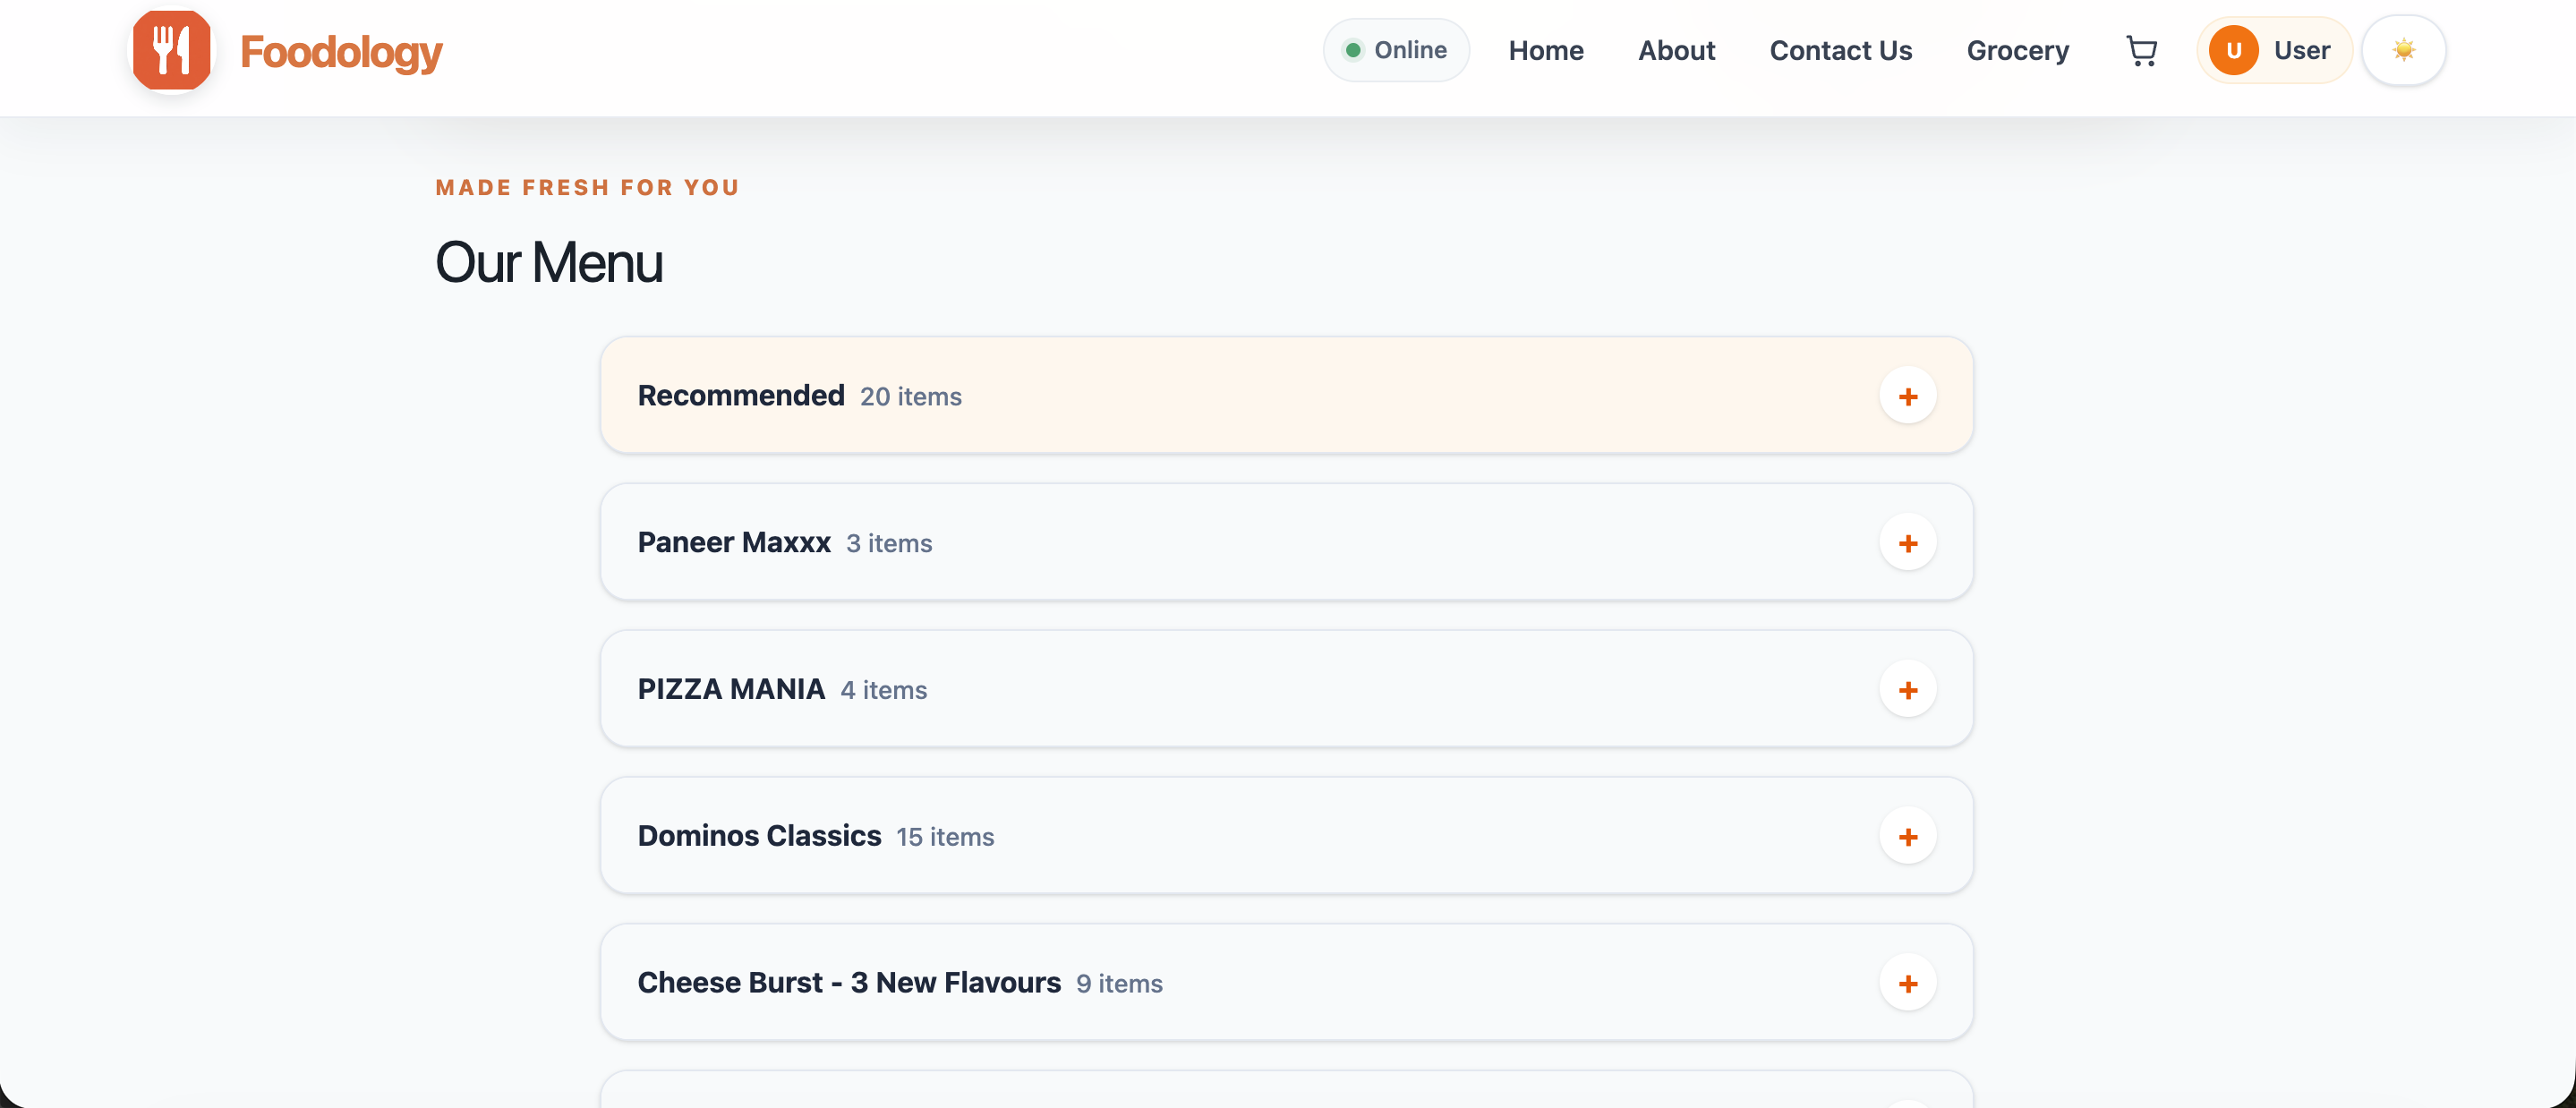 Foodology
Online Home About Contact Us Grocery U User
MADE FRESH FOR YOU
Our Menu
Recommended 20 items +
Paneer Maxxx 3 items +
PIZZA MANIA 4 items +
Dominos Classics 15 items +
Cheese Burst - 3 New Flavours 9 items +